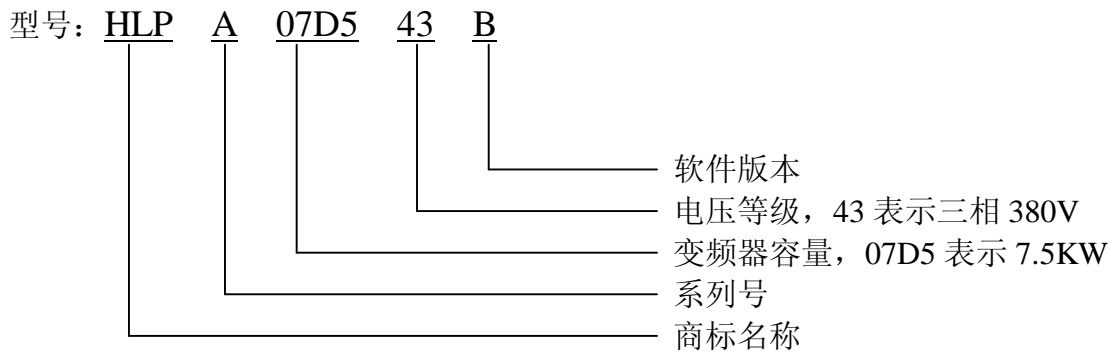 型号：HLP A 07D5 43 B
软件版本
电压等级，43 表示三相 380V
变频器容量，07D5 表示 7.5KW
系列号
商标名称